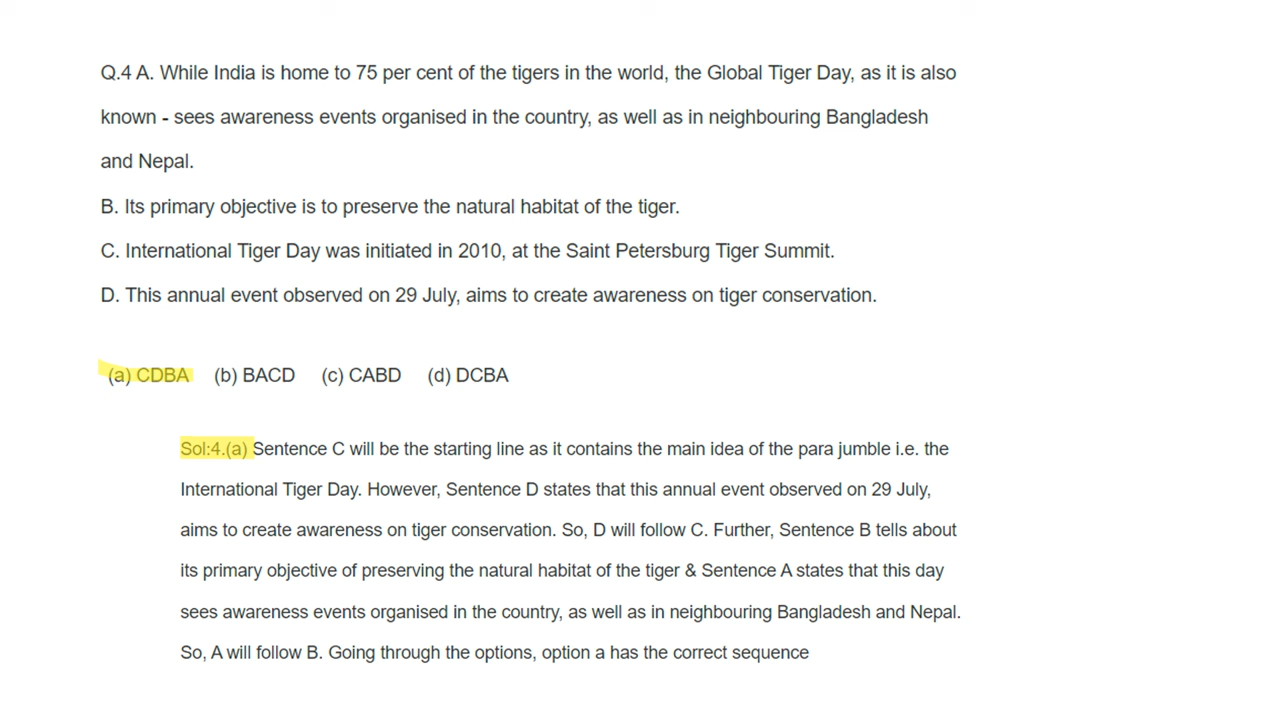 Q.4 A. While India is home to 75 per cent of the tigers in the world, the Global Tiger Day, as it is also
known - sees awareness events organised in the country, as well as in neighbouring Bangladesh
and Nepal.
B. Its primary objective is to preserve the natural habitat of the tiger.
C. International Tiger Day was initiated in 2010, at the Saint Petersburg Tiger Summit.
D. This annual event observed on 29 July, aims to create awareness on tiger conservation.
(a) CDBA (b) BACD (c) CABD (d) DCBA
Sol:4.(a) Sentence C will be the starting line as it contains the main idea of the para jumble i.e. the
International Tiger Day. However, Sentence D states that this annual event observed on 29 July,
aims to create awareness on tiger conservation. So, D will follow C. Further, Sentence B tells about
its primary objective of preserving the natural habitat of the tiger & Sentence A states that this day
sees awareness events organised in the country, as well as in neighbouring Bangladesh and Nepal.
So, A will follow B. Going through the options, option a has the correct sequence